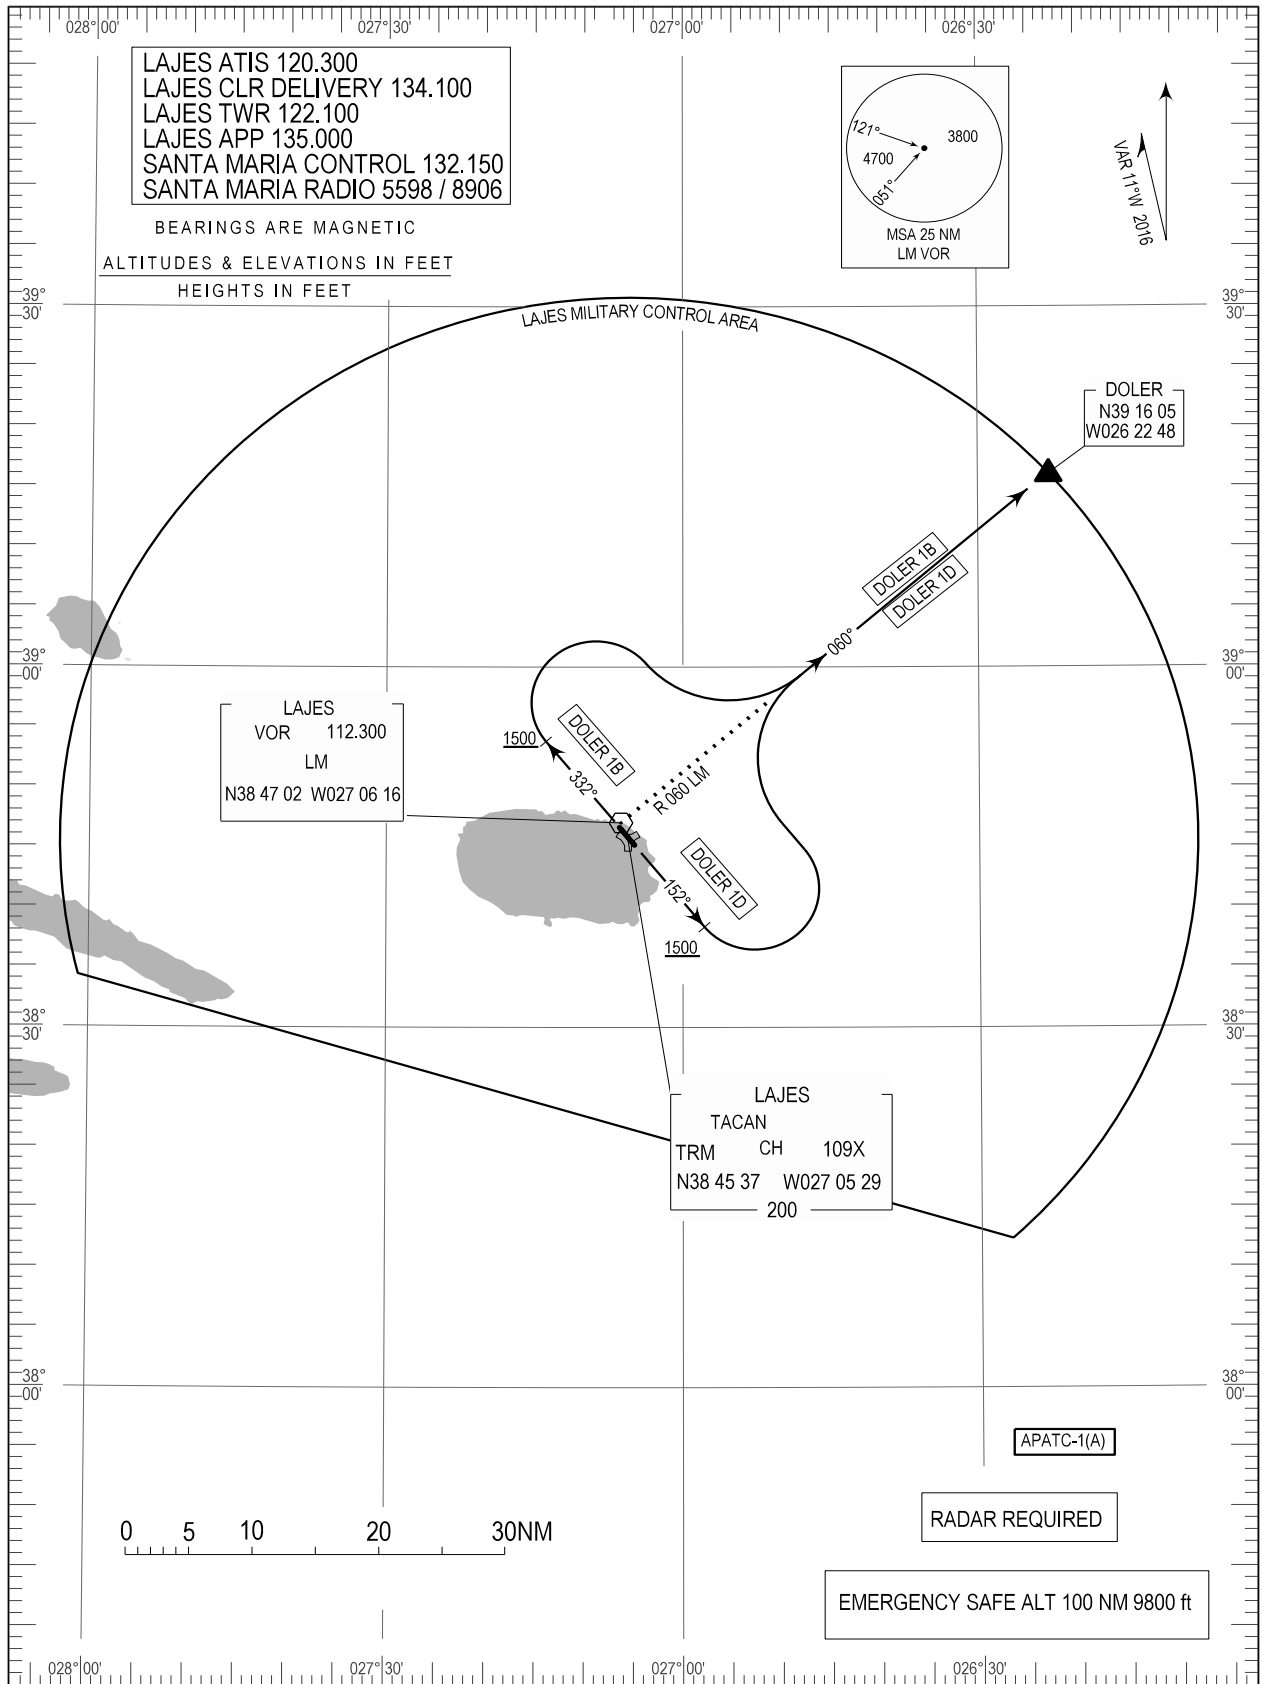 028° 00' 027° 30' 027° 00' 026° 30'
LAJES ATIS 120.300
LAJES CLR DELIVERY 134.100
LAJES TWR 122.100
LAJES APP 135.000
SANTA MARIA CONTROL 132.150
SANTA MARIA RADIO 5598 / 8906
BEARINGS ARE MAGNETIC
ALTITUDES & ELEVATIONS IN FEET
HEIGHTS IN FEET
121°
3800
4700
051°
MSA 25 NM
LM VOR
VAR 11°W 2016
39° 30'
39° 30'
LAJES MILITARY CONTROL AREA
DOLER
N39 16 05
W026 22 48
DOLER 1B
DOLER 1D
060°
39° 00'
39° 00'
LAJES
VOR 112.300
LM
N38 47 02 W027 06 16
1500
DOLER 1B
332°
R 060 LM
DOLER 1D
152°
1500
38° 30'
38° 30'
LAJES
TACAN
TRM CH 109X
N38 45 37 W027 05 29
200
38° 00'
38° 00'
APATC-1(A)
RADAR REQUIRED
0 5 10 20 30NM
EMERGENCY SAFE ALT 100 NM 9800 ft
028° 00' 027° 30' 027° 00' 026° 30'